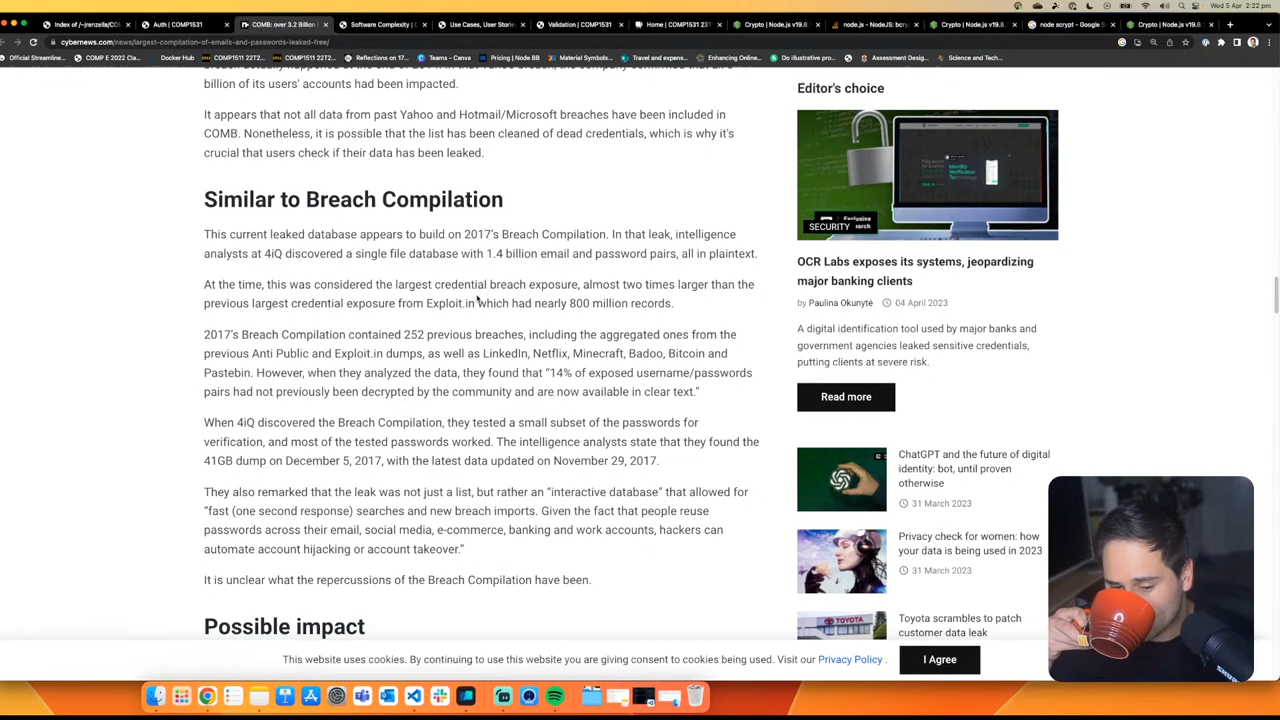 Wed 5 Apr 2:22 pm
Index of /~jrenzella/CO
Auth | COMP1531
COMB: over 3.2 Billion
Software Complexity | C
Use Cases, User Storie
Validation | COMP1531
Home | COMP1531 23T
Crypto | Node.js v19.8
node.js - NodeJS: bcr
Crypto | Node.js v19.8.
node scrypt - Google S
Crypto | Node.js v19.8.
cybernews.com/news/largest-compilation-of-emails-and-passwords-leaked-free/
Official Streamline...
COMP E 2022 Cla...
Docker Hub
COMP1511 22T2...
COMP1511 22T2...
Reflections on 17...
Teams - Canva
Pricing | Node BB
Material Symbols...
Travel and expens...
Enhancing Online...
Do illustrative pro...
Assessment Desig...
Science and Tech...
billion of its users' accounts had been impacted.
It appears that not all data from past Yahoo and Hotmail/Microsoft breaches have been included in
COMB. Nonetheless, it is possible that the list has been cleaned of dead credentials, which is why it's
crucial that users check if their data has been leaked.
Similar to Breach Compilation
This current leaked database appears to build on 2017's Breach Compilation. In that leak, intelligence
analysts at 4iQ discovered a single file database with 1.4 billion email and password pairs, all in plaintext.
At the time, this was considered the largest credential breach exposure, almost two times larger than the
previous largest credential exposure from Exploit.in which had nearly 800 million records.
2017's Breach Compilation contained 252 previous breaches, including the aggregated ones from the
previous Anti Public and Exploit.in dumps, as well as LinkedIn, Netflix, Minecraft, Badoo, Bitcoin and
Pastebin. However, when they analyzed the data, they found that “14% of exposed username/passwords
pairs had not previously been decrypted by the community and are now available in clear text.”
When 4iQ discovered the Breach Compilation, they tested a small subset of the passwords for
verification, and most of the tested passwords worked. The intelligence analysts state that they found the
41GB dump on December 5, 2017, with the latest data updated on November 29, 2017.
They also remarked that the leak was not just a list, but rather an “interactive database” that allowed for
“fast (one second response) searches and new breach imports. Given the fact that people reuse
passwords across their email, social media, e-commerce, banking and work accounts, hackers can
automate account hijacking or account takeover.”
It is unclear what the repercussions of the Breach Compilation have been.
Possible impact
Editor's choice
SECURITY
OCR Labs exposes its systems, jeopardizing
major banking clients
by Paulina Okunytė 04 April 2023
A digital identification tool used by major banks and
government agencies leaked sensitive credentials,
putting clients at severe risk.
Read more
ChatGPT and the future of digital
identity: bot, until proven
otherwise
31 March 2023
Privacy check for women: how
your data is being used in 2023
31 March 2023
TOYOTA
Toyota scrambles to patch
customer data leak
This website uses cookies. By continuing to use this website you are giving consent to cookies being used. Visit our Privacy Policy .
I Agree